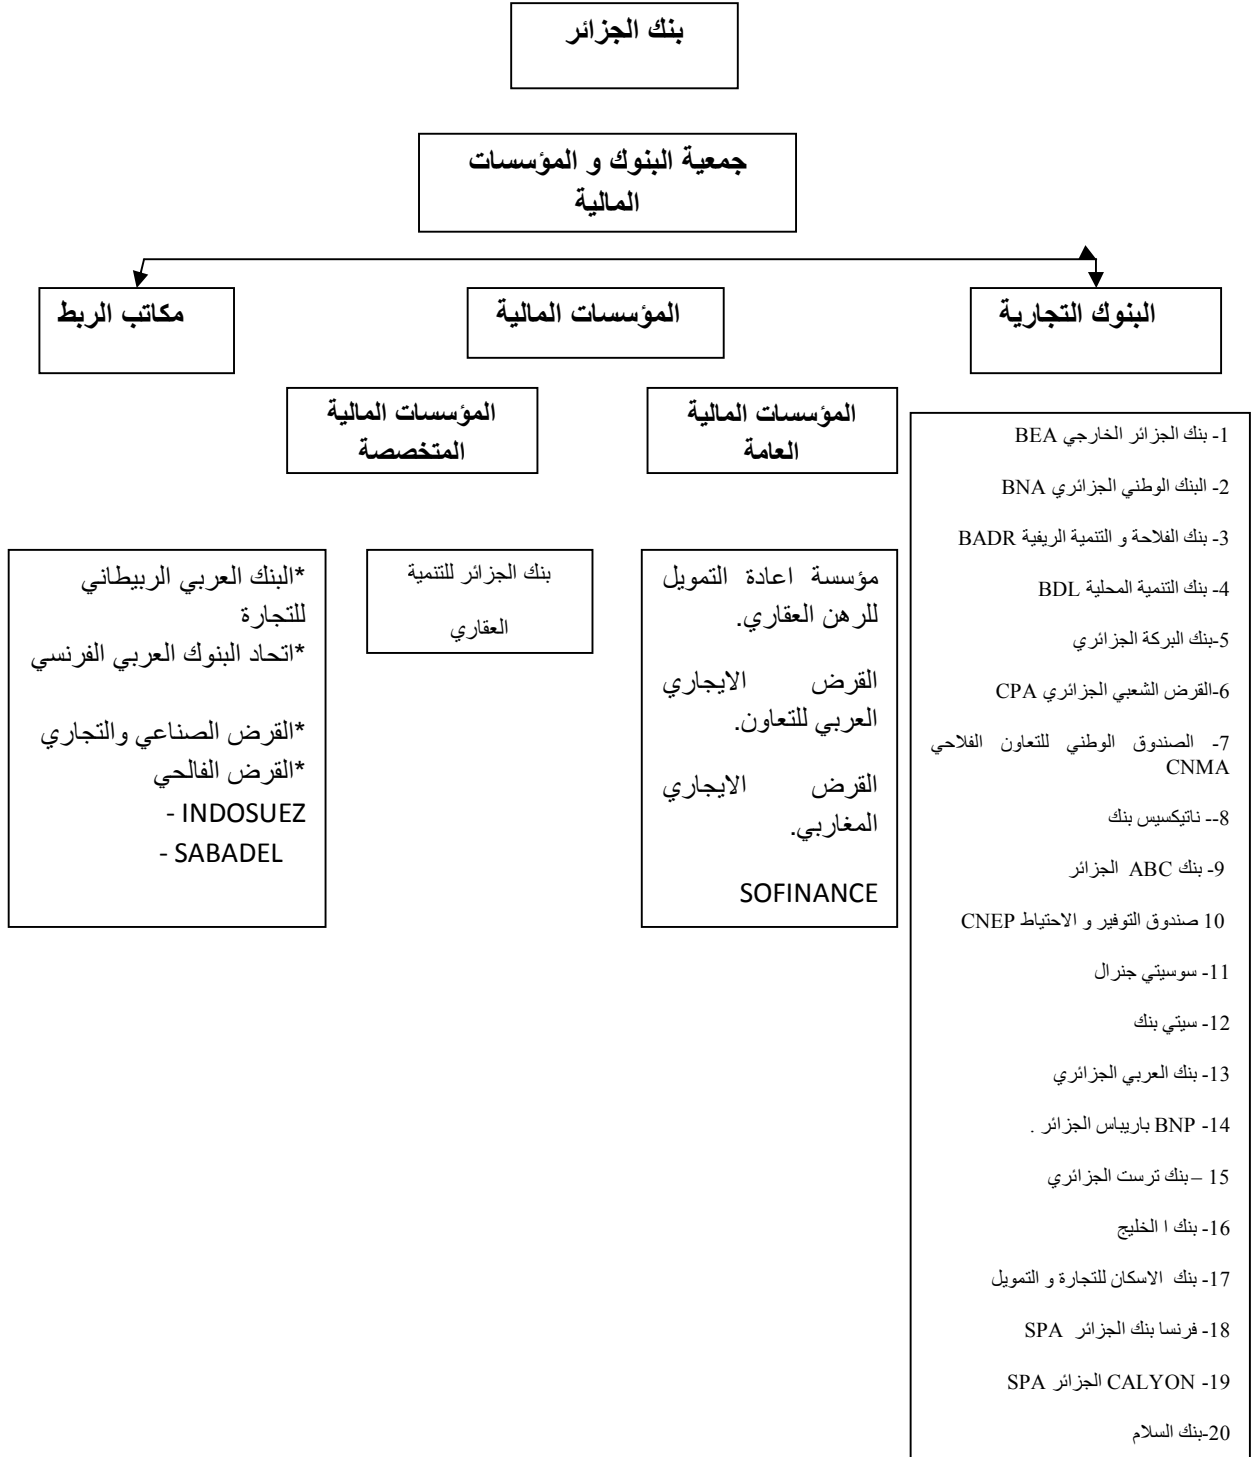 بنك الجزائر
جمعية البنوك و المؤسسات
المالية
البنوك التجارية
المؤسسات المالية
مكاتب الربط
المؤسسات المالية
العامة
المؤسسات المالية
المتخصصة
1- بنك الجزائر الخارجي BEA
2- البنك الوطني الجزائري BNA
3- بنك الفلاحة و التنمية الريفية BADR
4- بنك التنمية المحلية BDL
5-بنك البركة الجزائري
6-القرض الشعبي الجزائري CPA
7- الصندوق الوطني للتعاون الفلاحي
CNMA
8-- ناتيكسيس بنك
9- بنك ABC الجزائر
10 صندوق التوفير و الاحتياط CNEP
11- سوسيتي جنرال
12- سيتي بنك
13- بنك العربي الجزائري
14- BNP باريباس الجزائر .
15 – بنك ترست الجزائري
16- بنك ا الخليج
17- بنك الاسكان للتجارة و التمويل
18- فرنسا بنك الجزائر SPA
19- CALYON الجزائر SPA
20-بنك السلام
مؤسسة اعادة التمويل
للرهن العقاري.
القرض الايجاري
العربي للتعاون.
القرض الايجاري
المغاربي.
SOFINANCE
بنك الجزائر للتنمية
العقاري
*البنك العربي الربيطاني
للتجارة
*اتحاد البنوك العربي الفرنسي
*القرض الصناعي والتجاري
*القرض الفالحي
- INDOSUEZ
- SABADEL